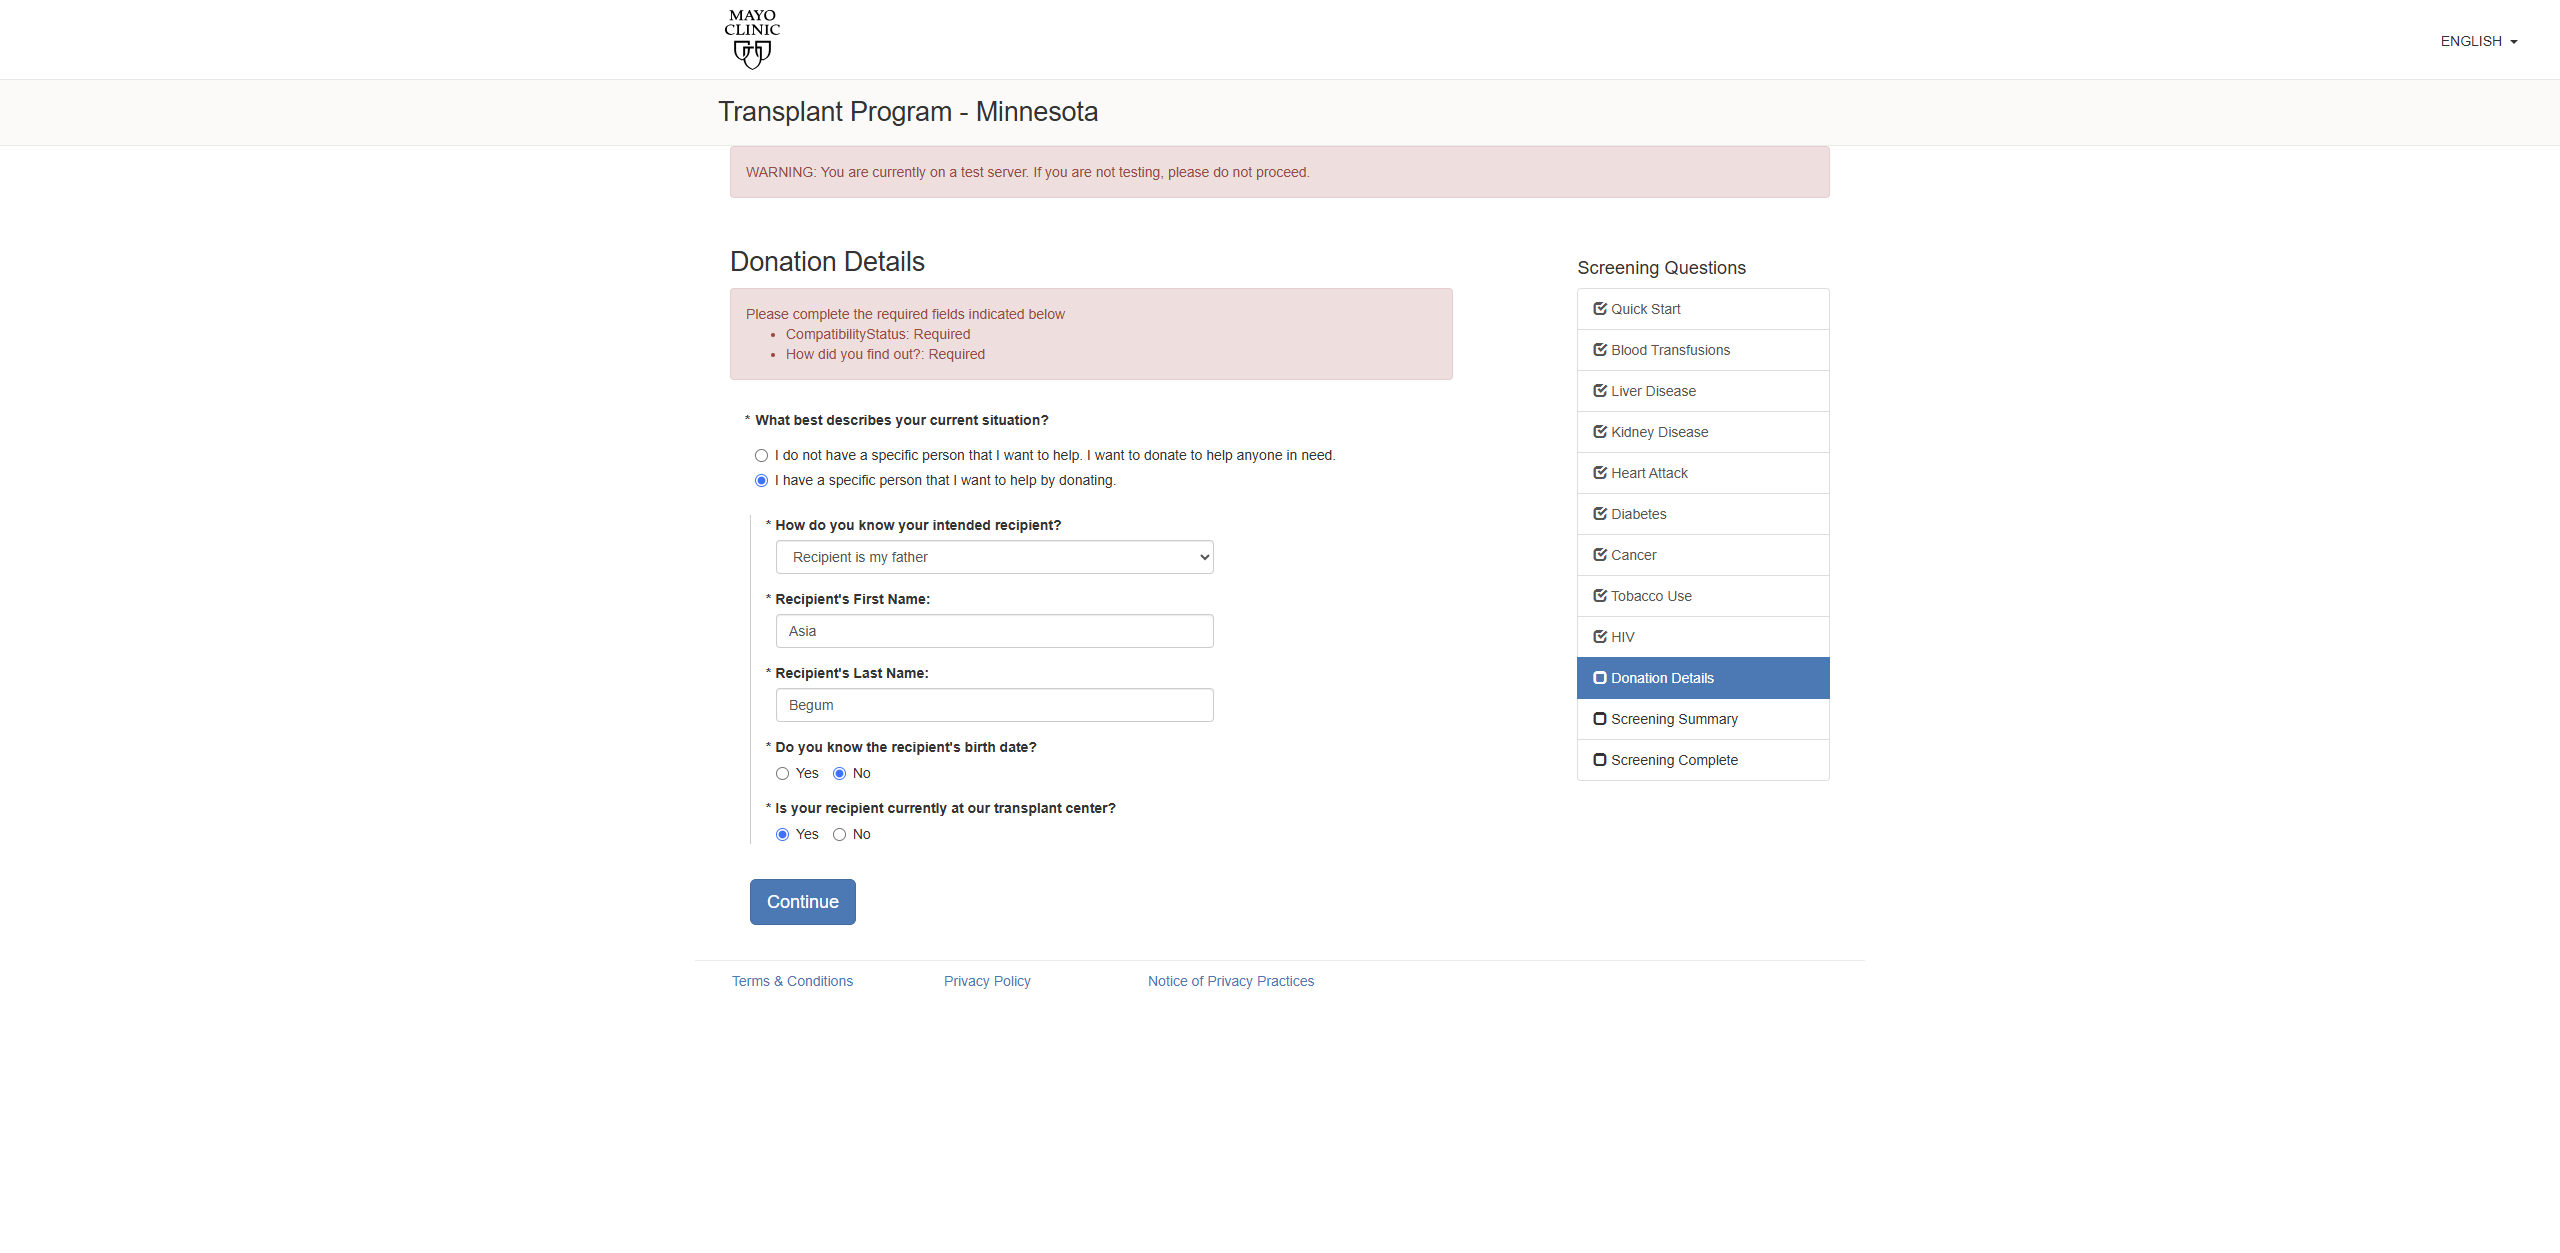 MAYO
CLINIC
ENGLISH
Transplant Program - Minnesota
WARNING: You are currently on a test server. If you are not testing, please do not proceed.
Donation Details
Please complete the required fields indicated below
• CompatibilityStatus: Required
• How did you find out?: Required
* What best describes your current situation?
I do not have a specific person that I want to help. I want to donate to help anyone in need.
I have a specific person that I want to help by donating.
* How do you know your intended recipient?
Recipient is my father
* Recipient's First Name:
Asia
* Recipient's Last Name:
Begum
* Do you know the recipient's birth date?
Yes No
* Is your recipient currently at our transplant center?
Yes No
Continue
Screening Questions
Quick Start
Blood Transfusions
Liver Disease
Kidney Disease
Heart Attack
Diabetes
Cancer
Tobacco Use
HIV
Donation Details
Screening Summary
Screening Complete
Terms & Conditions Privacy Policy Notice of Privacy Practices